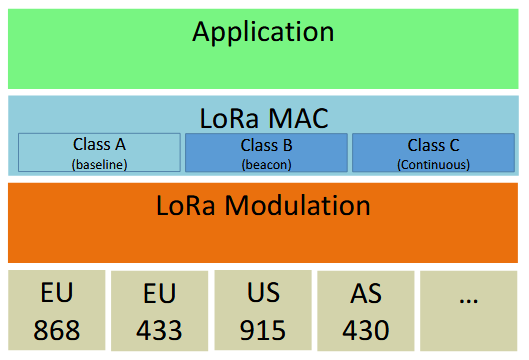 Application
LoRa MAC
Class A
(baseline)
Class B
(beacon)
Class C
(Continuous)
LoRa Modulation
EU
868
EU
433
US
915
AS
430
...